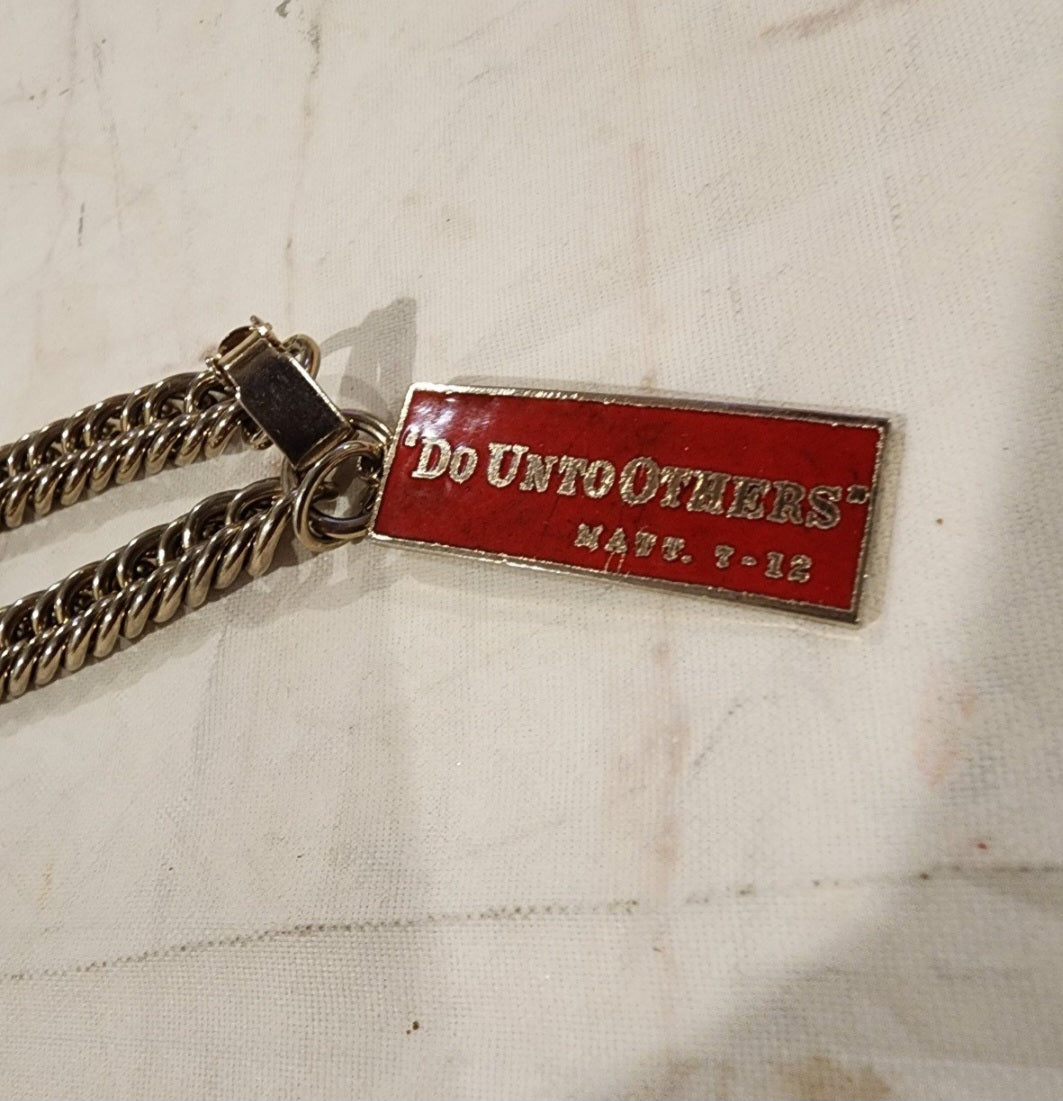 "Do Unto Others"
Matt. 7-12